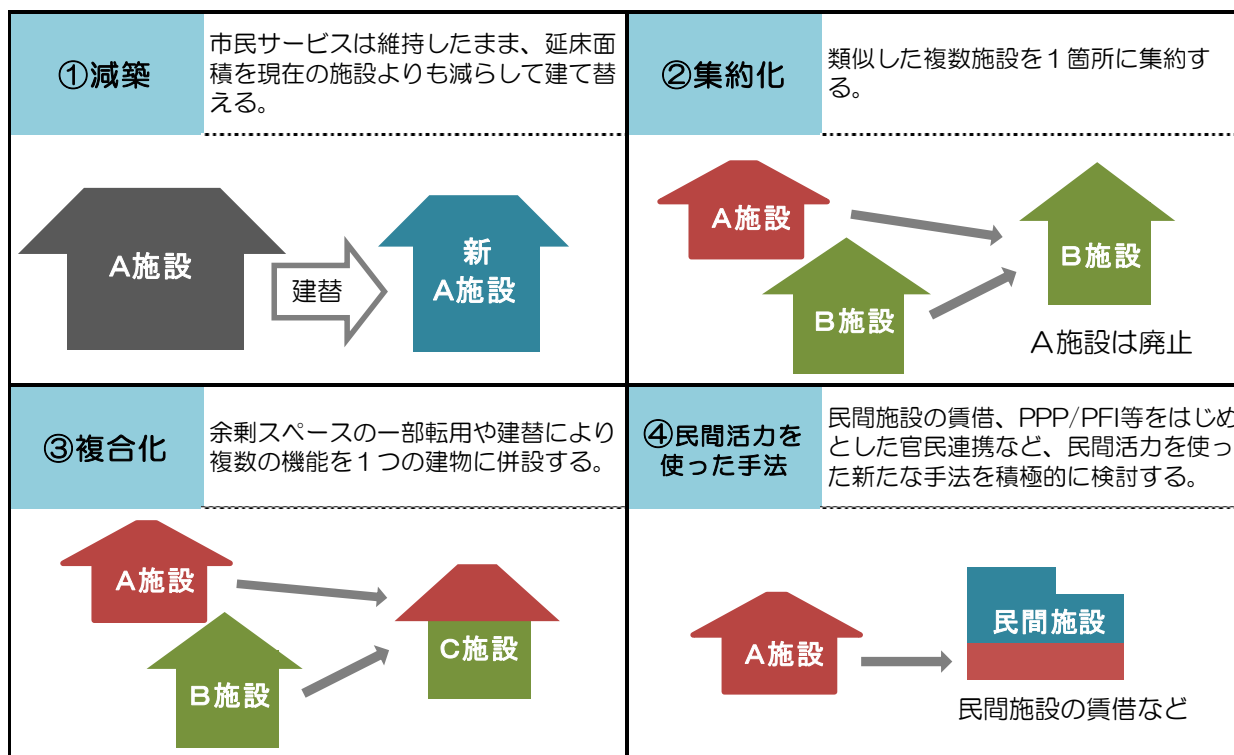 ①減築
市民サービスは維持したまま、延床面
積を現在の施設よりも減らして建て替
える。
A施設
建替
新
A施設
②集約化
類似した複数施設を１箇所に集約す
る。
A施設
B施設
B施設
A施設は廃止
③複合化
余剰スペースの一部転用や建替により
複数の機能を１つの建物に併設する。
A施設
B施設
C施設
④民間活力を
使った手法
民間施設の賃借、PPP/PFI等をはじめ
とした官民連携など、民間活力を使っ
た新たな手法を積極的に検討する。
A施設
民間施設
民間施設の賃借など